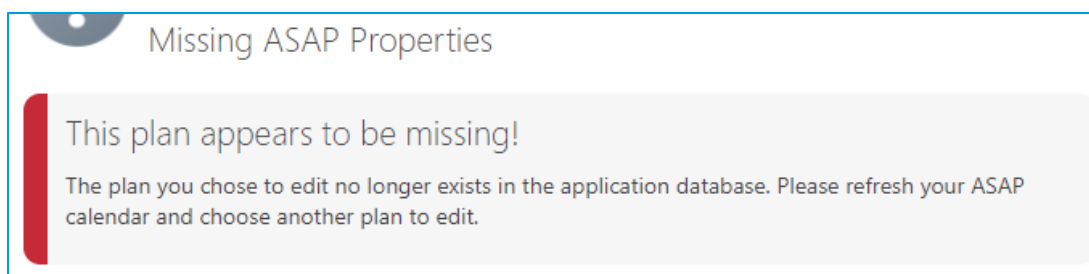 Missing ASAP Properties
This plan appears to be missing!
The plan you chose to edit no longer exists in the application database. Please refresh your ASAP
calendar and choose another plan to edit.